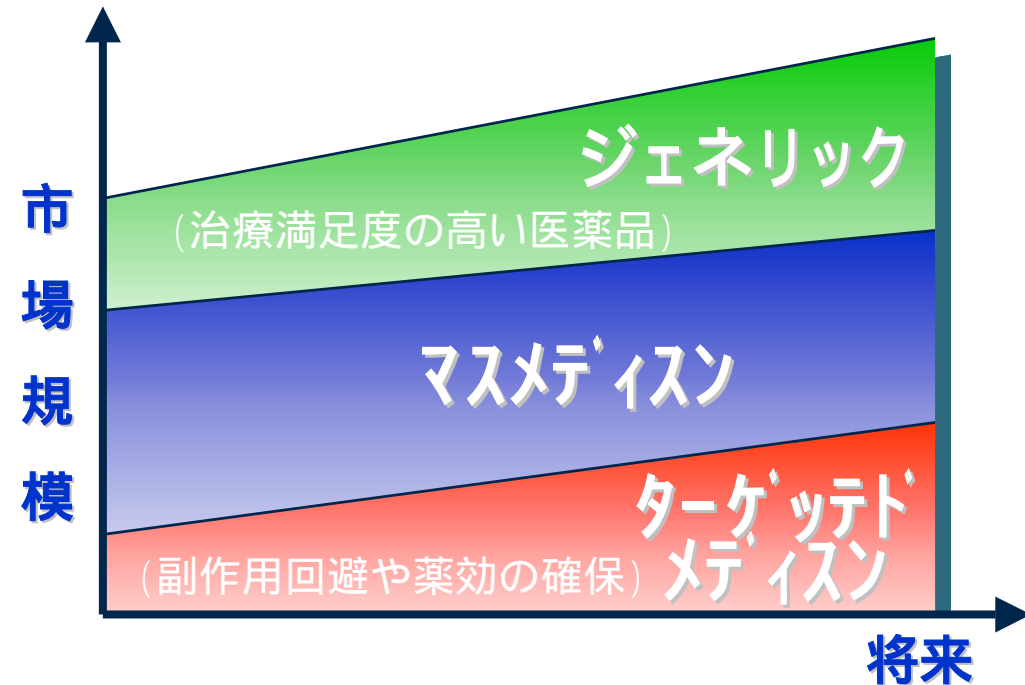 市場規模
ジェネリック
(治療満足度の高い医薬品)
マスメディスン
ターゲッテド
(副作用回避や薬効の確保)
メディスン
将来